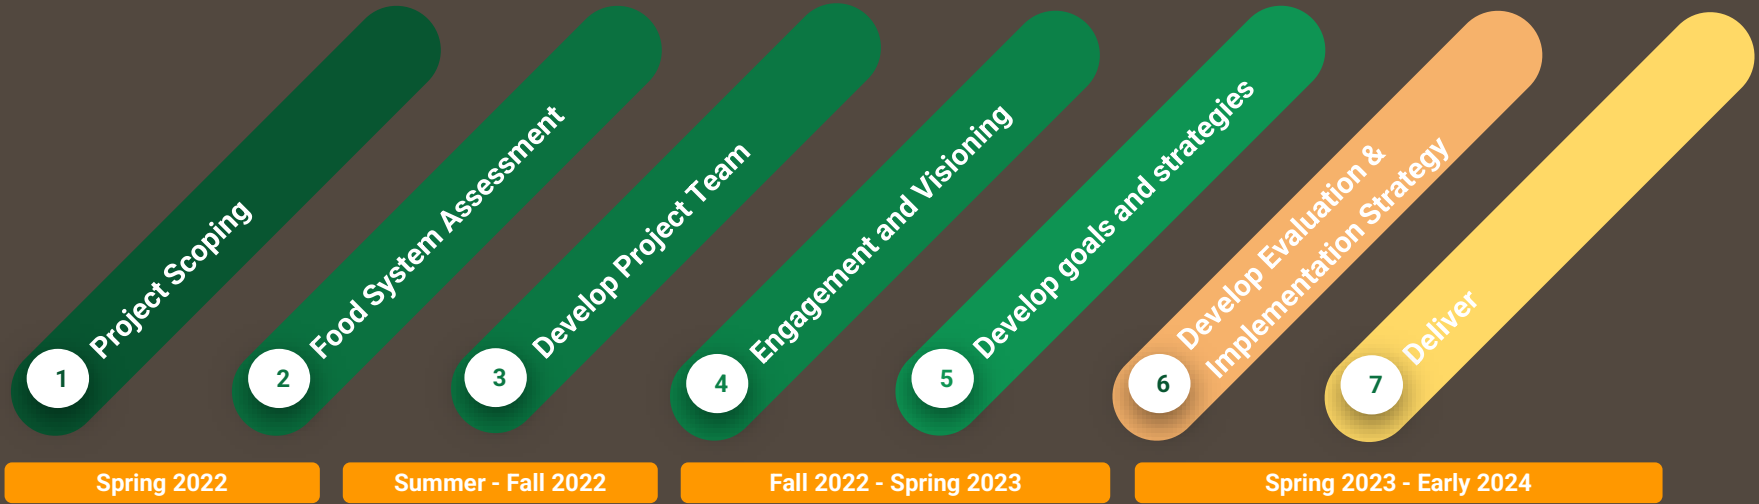 1
Project Scoping
2
Food System Assessment
3
Develop Project Team
4
Engagement and Visioning
5
Develop goals and strategies
6
Develop Evaluation &
Implementation Strategy
7
Deliver
Spring 2022
Summer - Fall 2022
Fall 2022 - Spring 2023
Spring 2023 - Early 2024